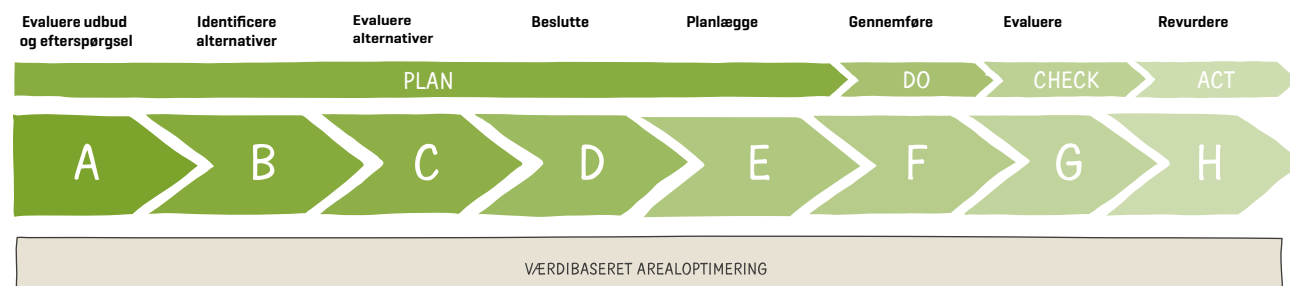 Evaluere udbud
og efterspørgsel
Identificere
alternativer
Evaluere
alternativer
Beslutte
Planlægge
Gennemføre
Evaluere
Revurdere
PLAN
DO
CHECK
ACT
A
B
C
D
E
F
G
H
VÆRDIBASERET AREALOPTIMERING